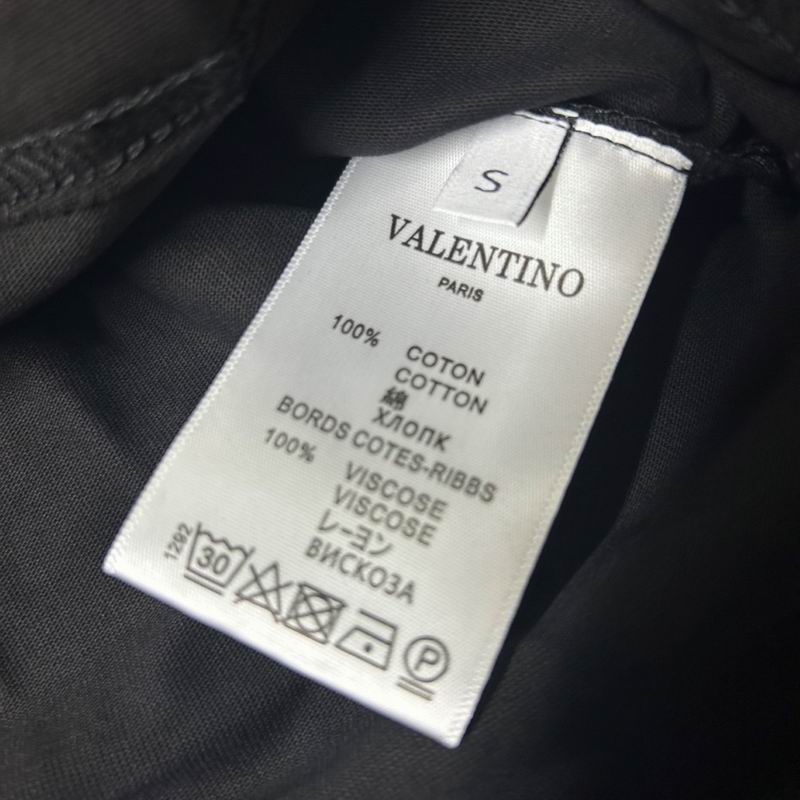 S
VALENTINO
PARIS
100% COTON
COTTON
綿
ХЛОПК
BORDS COTES-RIBBS
100% VISCOSE
VISCOSE
レーヨン
ВИСКОЗА
1292
30
P